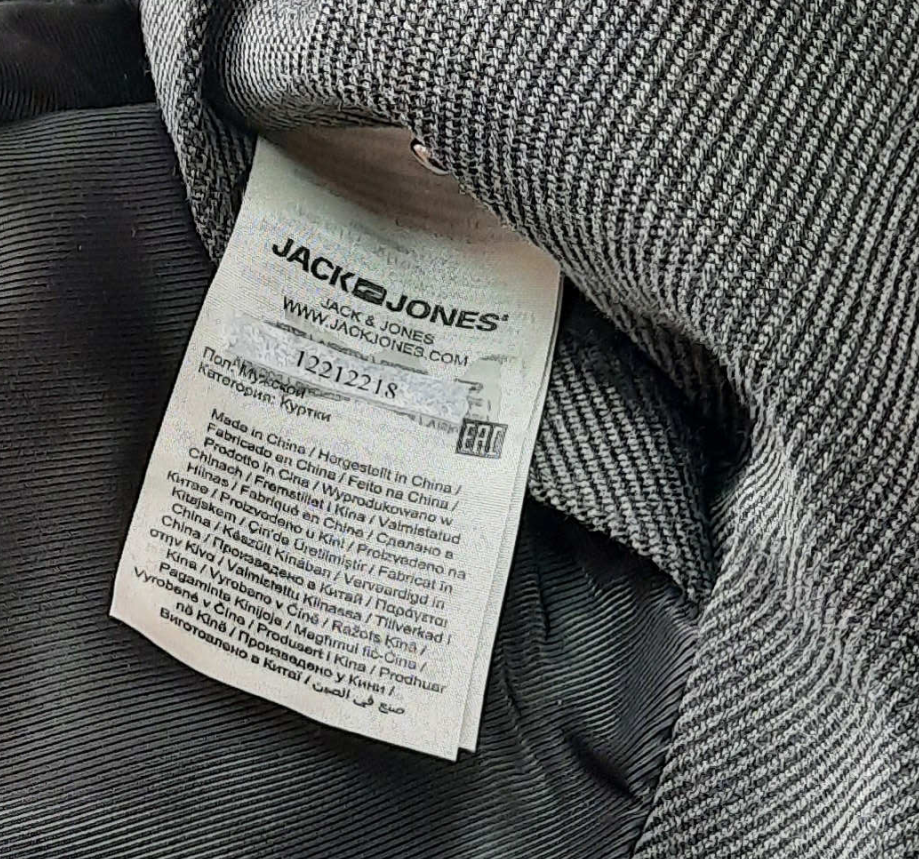 JACK & JONES®
JACK & JONES
WWW.JACKJONES.COM
12212218
Пол: Мужской
Категория: Куртки
EAC
Made in China / Hergestellt in China /
Fabricado en China / Feito na China /
Prodotto in Cina / Wyprodukowano w
Chinach / Fremstillet i Kina / Valmistatud
Hiinas / Fabriqué en Chine / Сделано в
Китае / Proizvedeno u Kini / Proizvedeno na
Kitajskem / Çin'de Üretilmiştir / Fabricat în
China / Készült Kínában / Vervaardigd in
China / Произведено в Китай / Παράγεται
στην Κίνα / Valmistettu Kiinassa / Tillverkad i
Kina / Vyrobeno v Číně / Ražots Ķīnā /
Pagaminta Kinijoje / Maghmul fiċ-Ċina /
Vyrobené v Číne / Produsert i Kina / Prodhuar
në Kinë / Произведено у Кини /
Виготовлено в Китаї / صنع في الصين